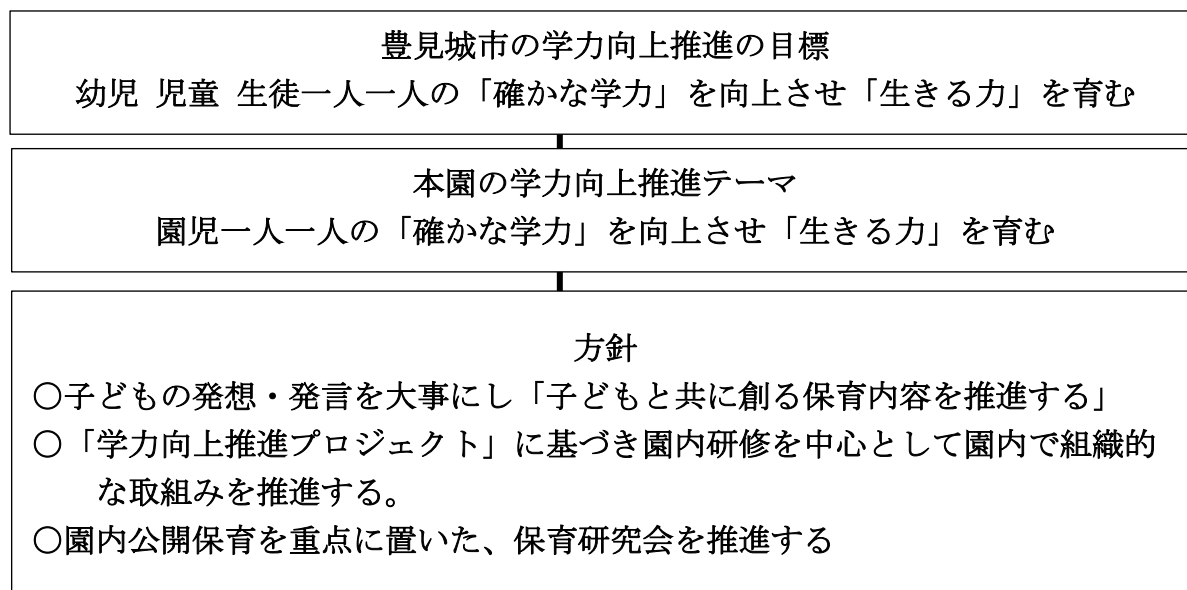 豊見城市の学力向上推進の目標
幼児 児童 生徒一人一人の「確かな学力」を向上させ「生きる力」を育む
本園の学力向上推進テーマ
園児一人一人の「確かな学力」を向上させ「生きる力」を育む
方針
〇子どもの発想・発言を大事にし「子どもと共に創る保育内容を推進する」
〇「学力向上推進プロジェクト」に基づき園内研修を中心として園内で組織的
な取組みを推進する。
〇園内公開保育を重点に置いた、保育研究会を推進する